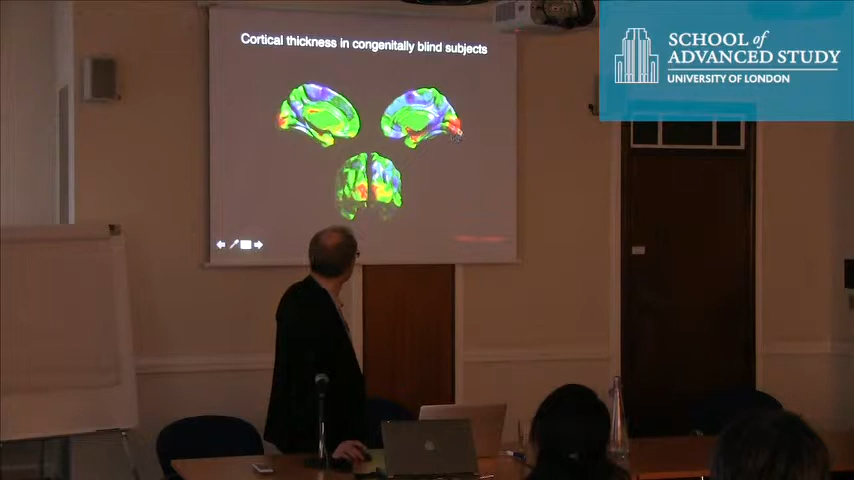 Cortical thickness in congenitally blind subjects
SCHOOL of
ADVANCED STUDY
UNIVERSITY OF LONDON